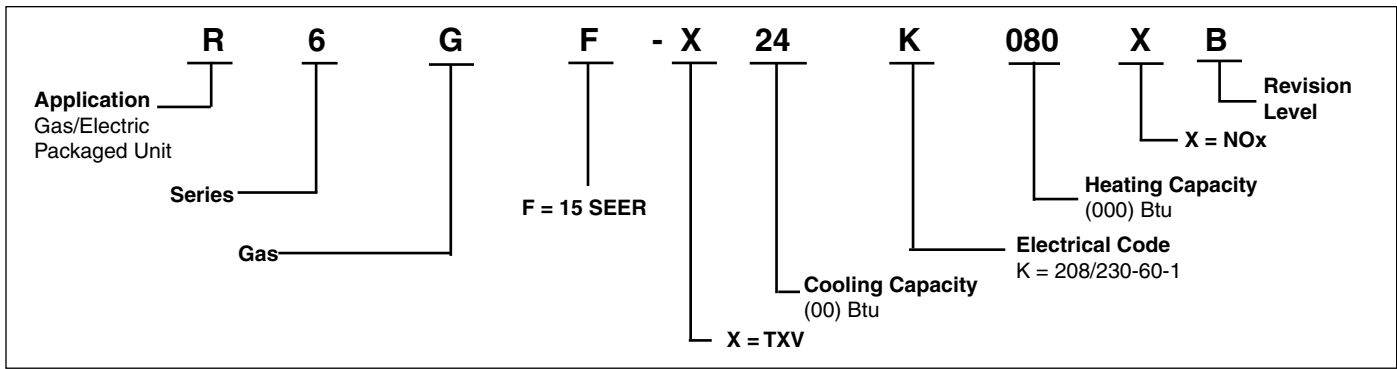 R 6 G F - X 24 K 080 X B
Application
Gas/Electric
Packaged Unit
Revision
Level
X = NOx
Series
Heating Capacity
(000) Btu
F = 15 SEER
Gas
Electrical Code
K = 208/230-60-1
Cooling Capacity
(00) Btu
X = TXV